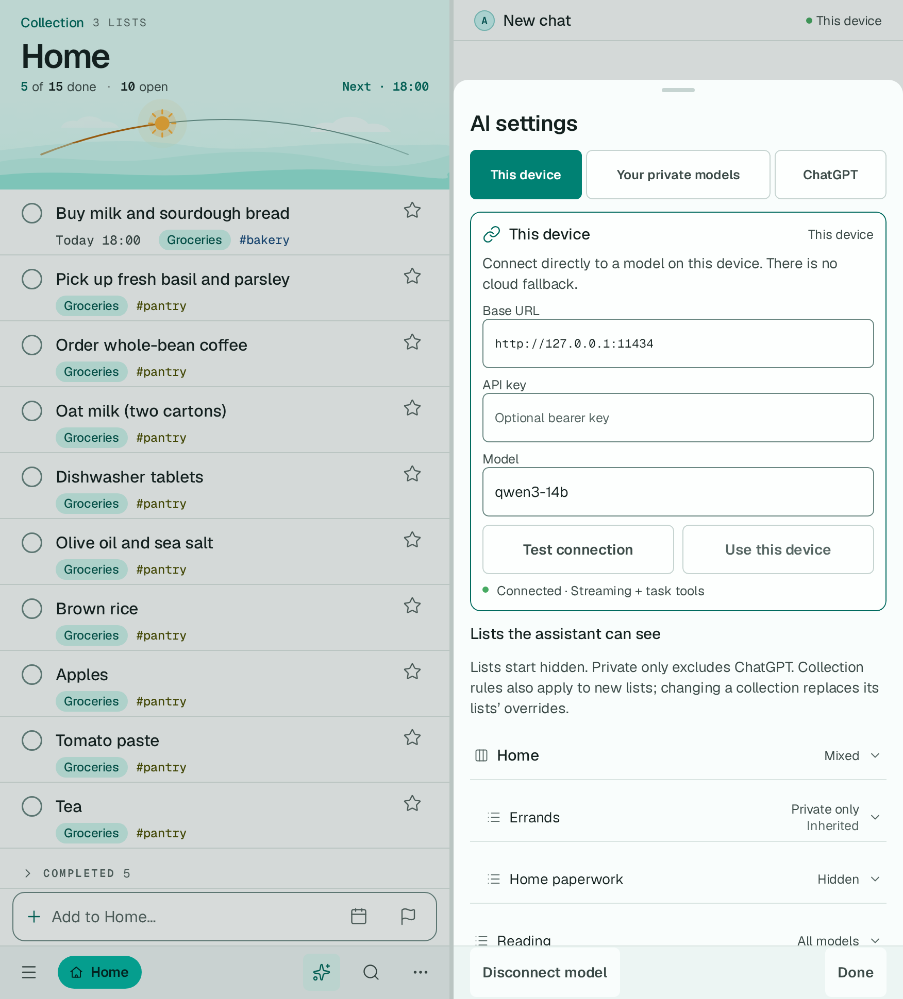 Collection 3 LISTS
Home
5 of 15 done · 10 open
Next · 18:00
Buy milk and sourdough bread
Today 18:00 Groceries #bakery
Pick up fresh basil and parsley
Groceries #pantry
Order whole-bean coffee
Groceries #pantry
Oat milk (two cartons)
Groceries #pantry
Dishwasher tablets
Groceries #pantry
Olive oil and sea salt
Groceries #pantry
Brown rice
Groceries #pantry
Apples
Groceries #pantry
Tomato paste
Groceries #pantry
Tea
Groceries #pantry
COMPLETED 5
Add to Home…
Home
A New chat
This device
AI settings
This device
Your private models
ChatGPT
This device
This device
Connect directly to a model on this device. There is no
cloud fallback.
Base URL
http://127.0.0.1:11434
API key
Optional bearer key
Model
qwen3-14b
Test connection
Use this device
Connected · Streaming + task tools
Lists the assistant can see
Lists start hidden. Private only excludes ChatGPT. Collection
rules also apply to new lists; changing a collection replaces its
lists’ overrides.
Home
Mixed
Errands
Private only
Inherited
Home paperwork
Hidden
Reading
All models
Disconnect model
Done